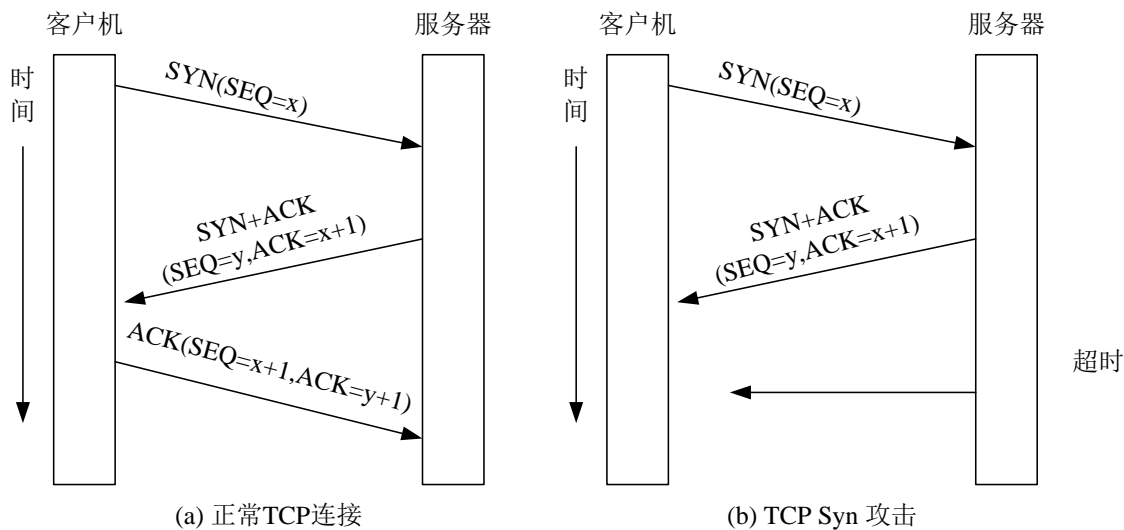 客户机
服务器
时
间
SYN(SEQ=x)
SYN+ACK
(SEQ=y,ACK=x+1)
ACK(SEQ=x+1,ACK=y+1)
(a) 正常TCP连接
客户机
服务器
时
间
SYN(SEQ=x)
SYN+ACK
(SEQ=y,ACK=x+1)
超时
(b) TCP Syn 攻击